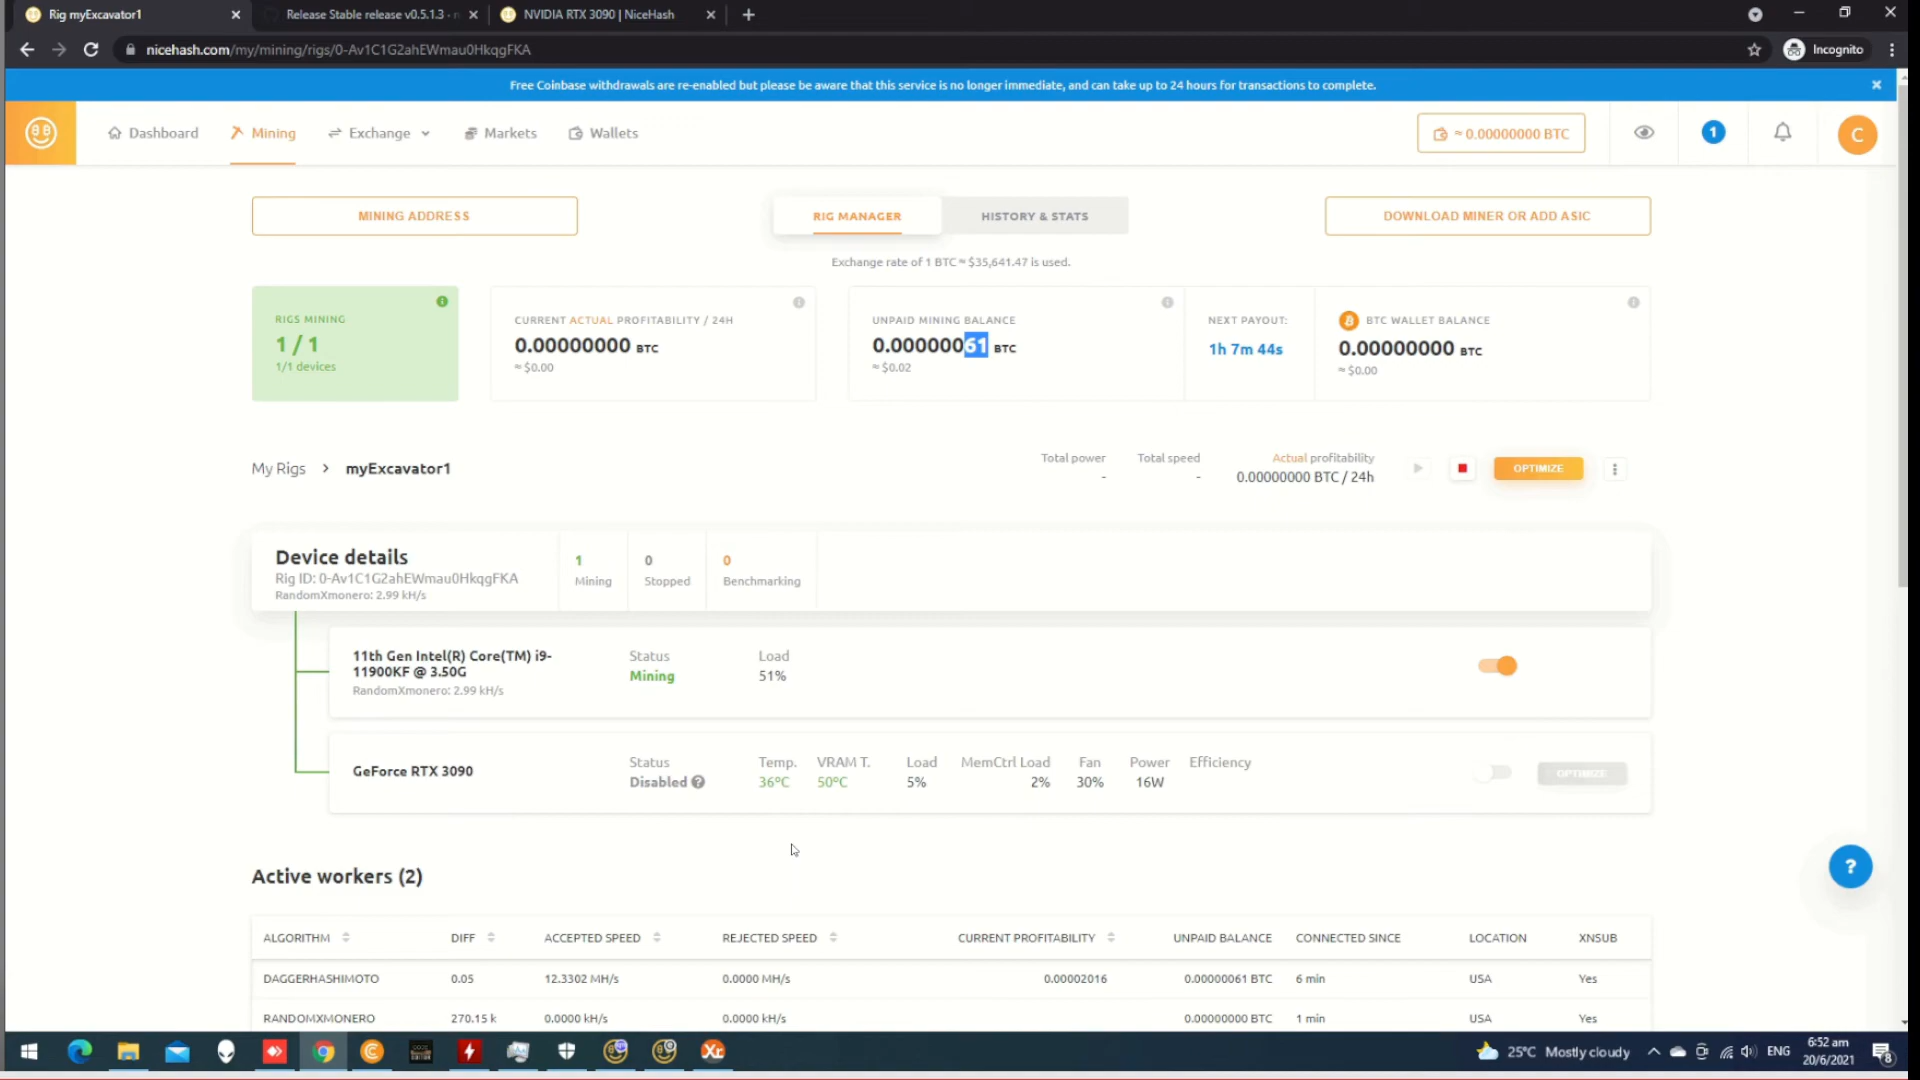 Rig myExcavator1
Release Stable release v0.5.1.3 -
NVIDIA RTX 3090 | NiceHash
nicehash.com/my/mining/rigs/0-Av1C1G2ahEWmau0HkqgFKA
Incognito
Free Coinbase withdrawals are re-enabled but please be aware that this service is no longer immediate, and can take up to 24 hours for transactions to complete.
Dashboard
Mining
Exchange
Markets
Wallets
≈ 0.00000000 BTC
1
C
MINING ADDRESS
RIG MANAGER
HISTORY & STATS
DOWNLOAD MINER OR ADD ASIC
Exchange rate of 1 BTC ≈ $35,641.47 is used.
RIGS MINING
1 / 1
1/1 devices
CURRENT ACTUAL PROFITABILITY / 24H
0.00000000 BTC
≈ $0.00
UNPAID MINING BALANCE
0.00000061 BTC
≈ $0.02
NEXT PAYOUT:
1h 7m 44s
BTC WALLET BALANCE
0.00000000 BTC
≈ $0.00
My Rigs > myExcavator1
Total power
-
Total speed
-
Actual profitability
0.00000000 BTC / 24h
OPTIMIZE
Device details
Rig ID: 0-Av1C1G2ahEWmau0HkqgFKA
RandomXmonero: 2.99 kH/s
1
Mining
0
Stopped
0
Benchmarking
11th Gen Intel(R) Core(TM) i9-
11900KF @ 3.50G
RandomXmonero: 2.99 kH/s
Status
Mining
Load
51%
GeForce RTX 3090
Status
Disabled
Temp.
36°C
VRAM T.
50°C
Load
5%
MemCtrl Load
2%
Fan
30%
Power
16W
Efficiency
OPTIMIZE
Active workers (2)
ALGORITHM DIFF ACCEPTED SPEED REJECTED SPEED CURRENT PROFITABILITY UNPAID BALANCE CONNECTED SINCE LOCATION XNSUB
DAGGERHASHIMOTO 0.05 12.3302 MH/s 0.0000 MH/s 0.00002016 0.00000061 BTC 6 min USA Yes
RANDOMXMONERO 270.15 k 0.0000 kH/s 0.0000 kH/s 0.00000000 BTC 1 min USA Yes
25°C Mostly cloudy
ENG
6:52 am
20/6/2021
8